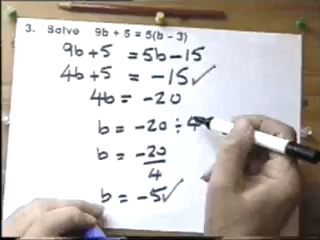 3. Solve 9b + 5 = 5(b - 3)
9b + 5 = 5b - 15
4b + 5 = -15 ✓
4b = -20
b = -20 ÷ 4
b = -20/4
b = -5 ✓